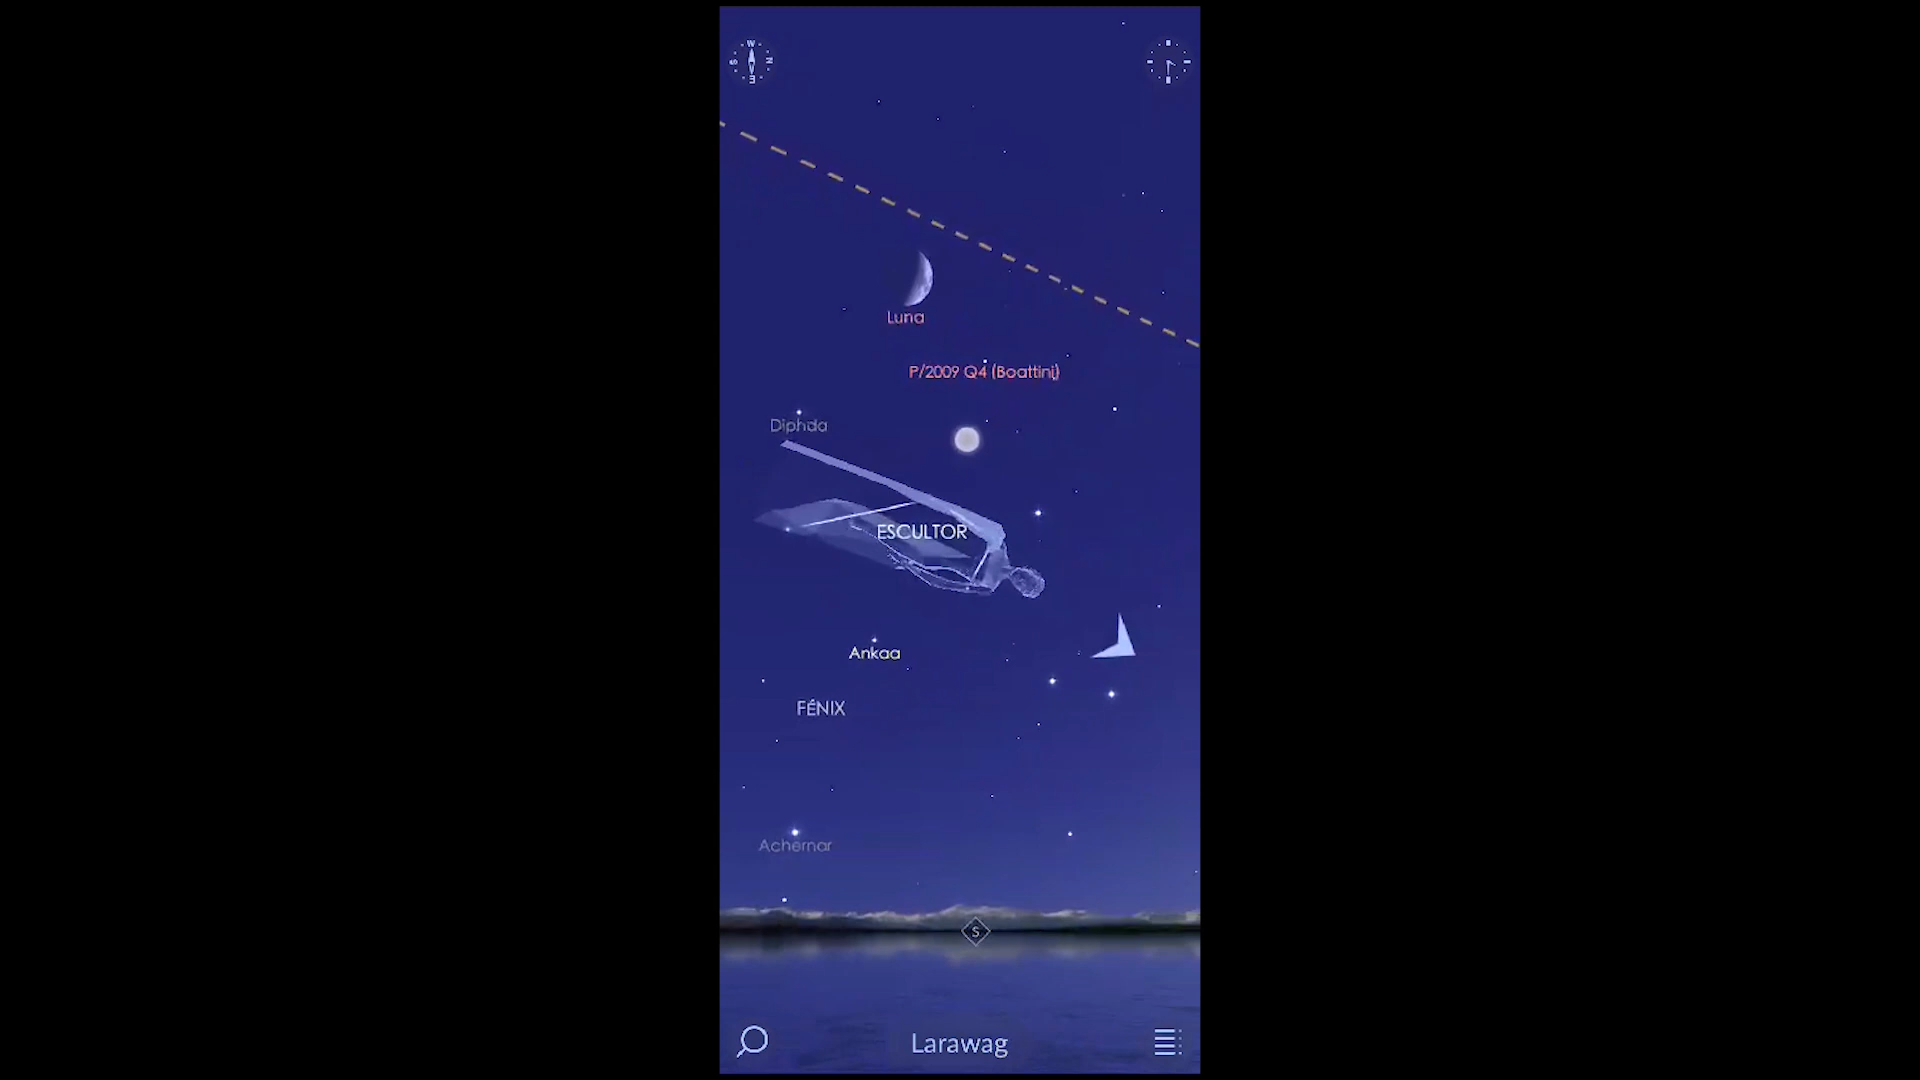 W
S
N
E
Luna
P/2009 Q4 (Boattini)
Diphda
ESCULTOR
Ankaa
FÉNIX
Achernar
S
Larawag